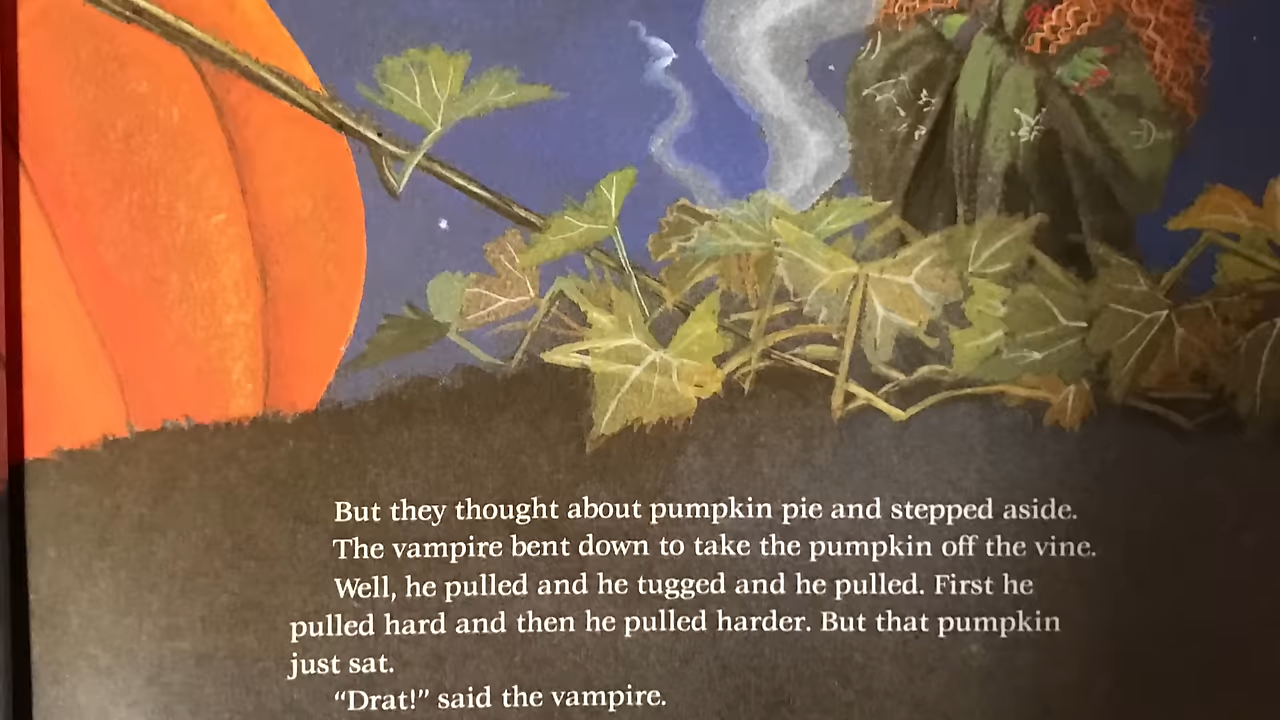 But they thought about pumpkin pie and stepped aside.
The vampire bent down to take the pumpkin off the vine.
Well, he pulled and he tugged and he pulled. First he
pulled hard and then he pulled harder. But that pumpkin
just sat.
“Drat!” said the vampire.